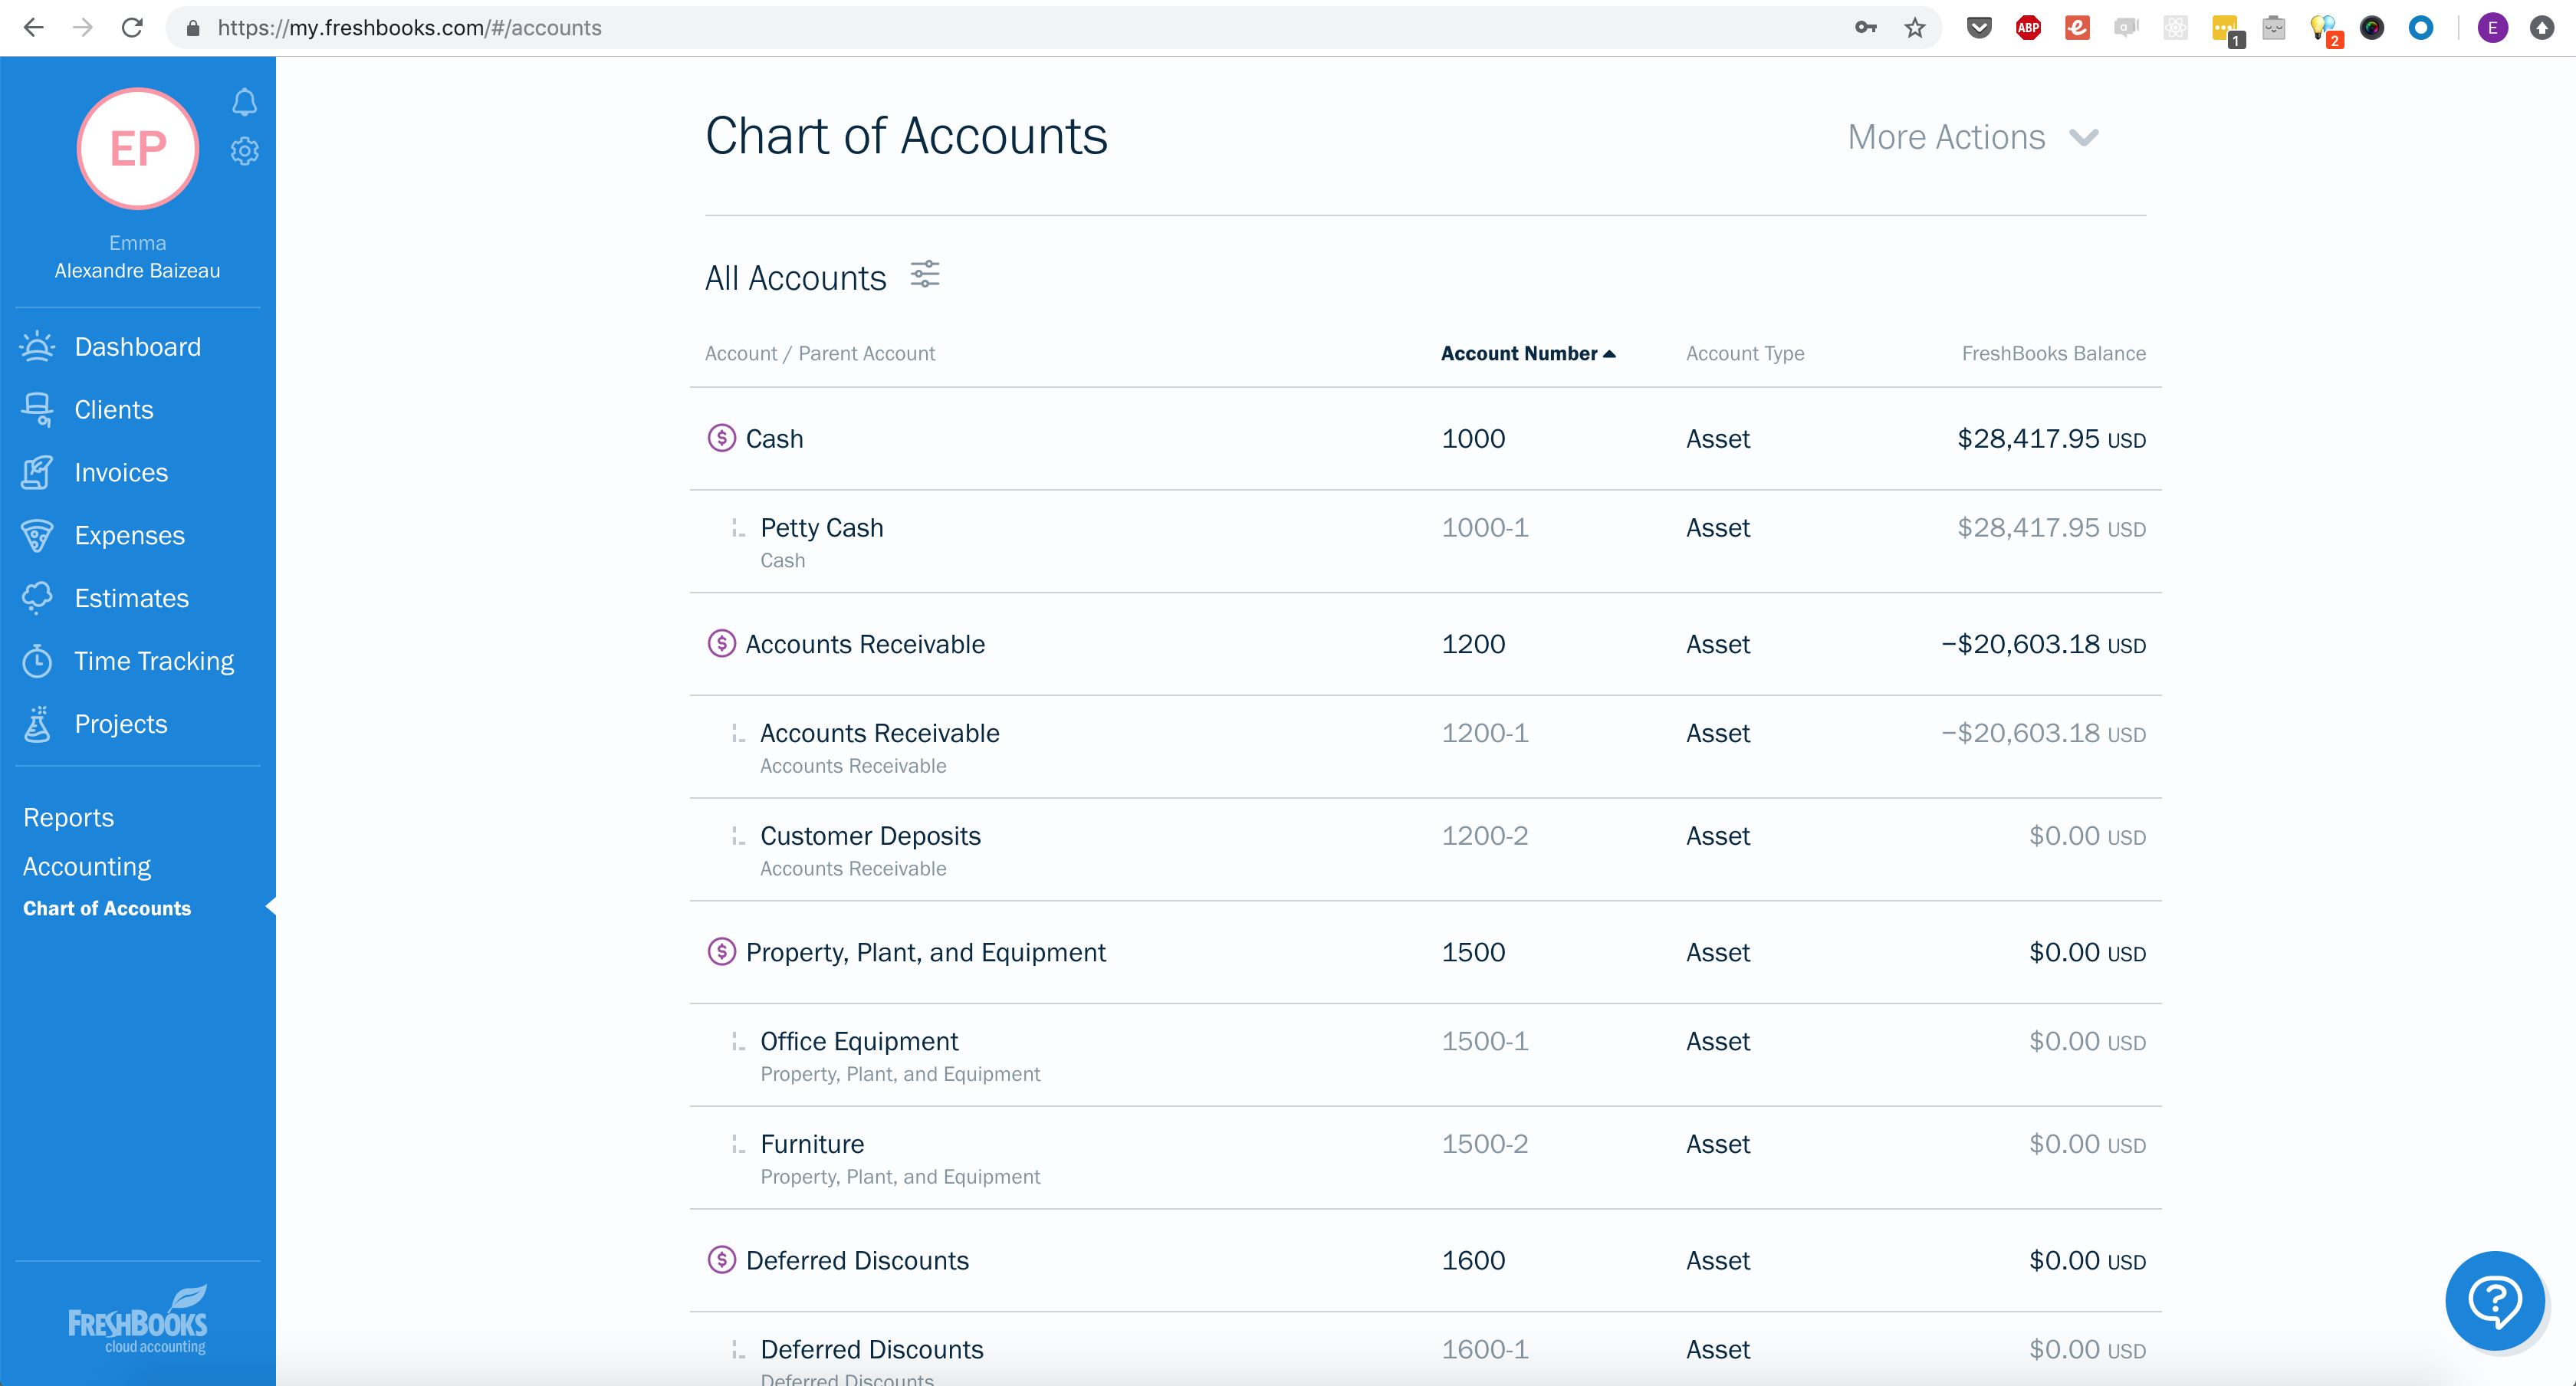 https://my.freshbooks.com/#/accounts
ABP
1
2
E
EP
Emma
Alexandre Baizeau
Dashboard
Clients
Invoices
Expenses
Estimates
Time Tracking
Projects
Reports
Accounting
Chart of Accounts
FRESHBOOKS
cloud accounting
Chart of Accounts
More Actions
All Accounts
Account / Parent Account Account Number Account Type FreshBooks Balance
Cash 1000 Asset $28,417.95 USD
Petty Cash 1000-1 Asset $28,417.95 USD
Cash
Accounts Receivable 1200 Asset −$20,603.18 USD
Accounts Receivable 1200-1 Asset −$20,603.18 USD
Accounts Receivable
Customer Deposits 1200-2 Asset $0.00 USD
Accounts Receivable
Property, Plant, and Equipment 1500 Asset $0.00 USD
Office Equipment 1500-1 Asset $0.00 USD
Property, Plant, and Equipment
Furniture 1500-2 Asset $0.00 USD
Property, Plant, and Equipment
Deferred Discounts 1600 Asset $0.00 USD
Deferred Discounts 1600-1 Asset $0.00 USD
Deferred Discounts